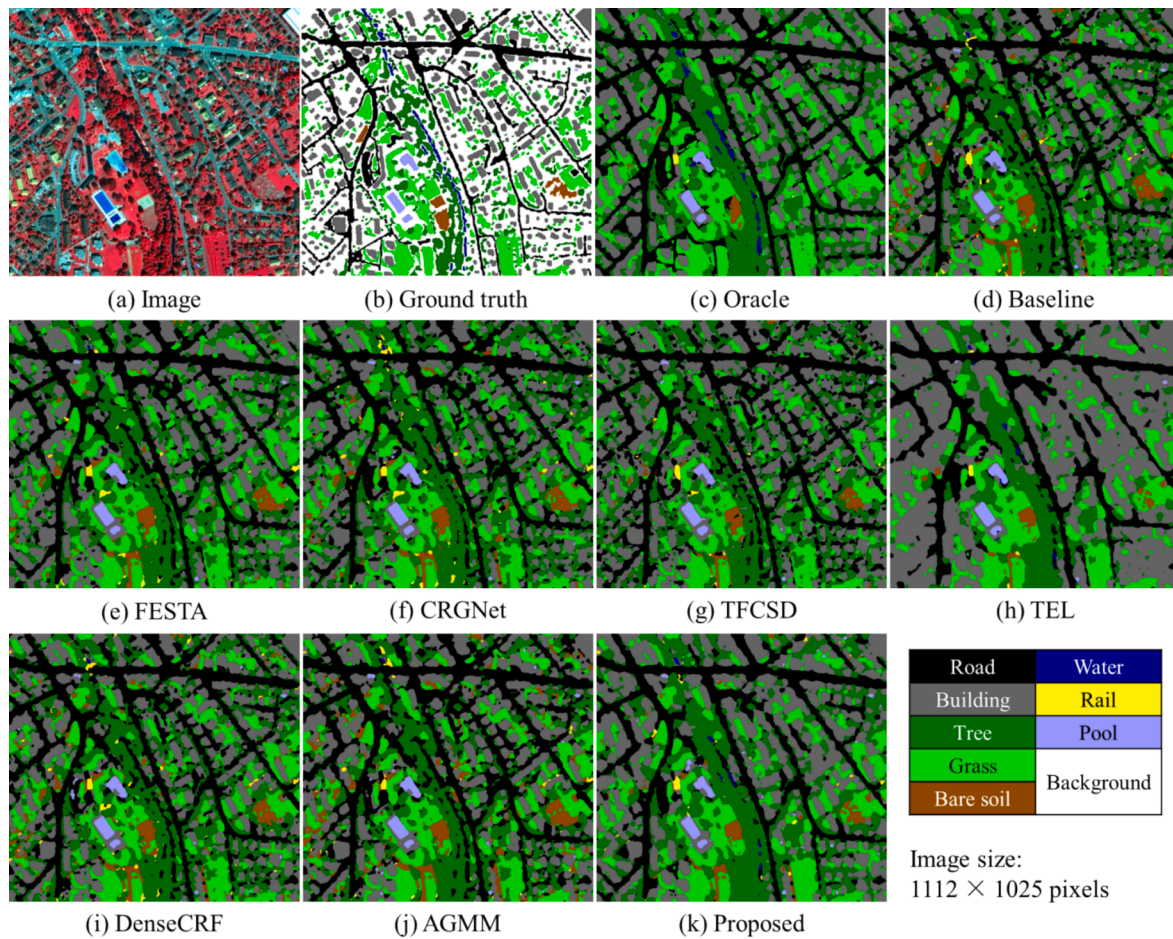 (a) Image
(b) Ground truth
(c) Oracle
(d) Baseline
(e) FESTA
(f) CRGNet
(g) TFCSD
(h) TEL
Road
Water
Building
Rail
Tree
Pool
Grass
Background
Bare soil
Image size:
1112 × 1025 pixels
(i) DenseCRF
(j) AGMM
(k) Proposed